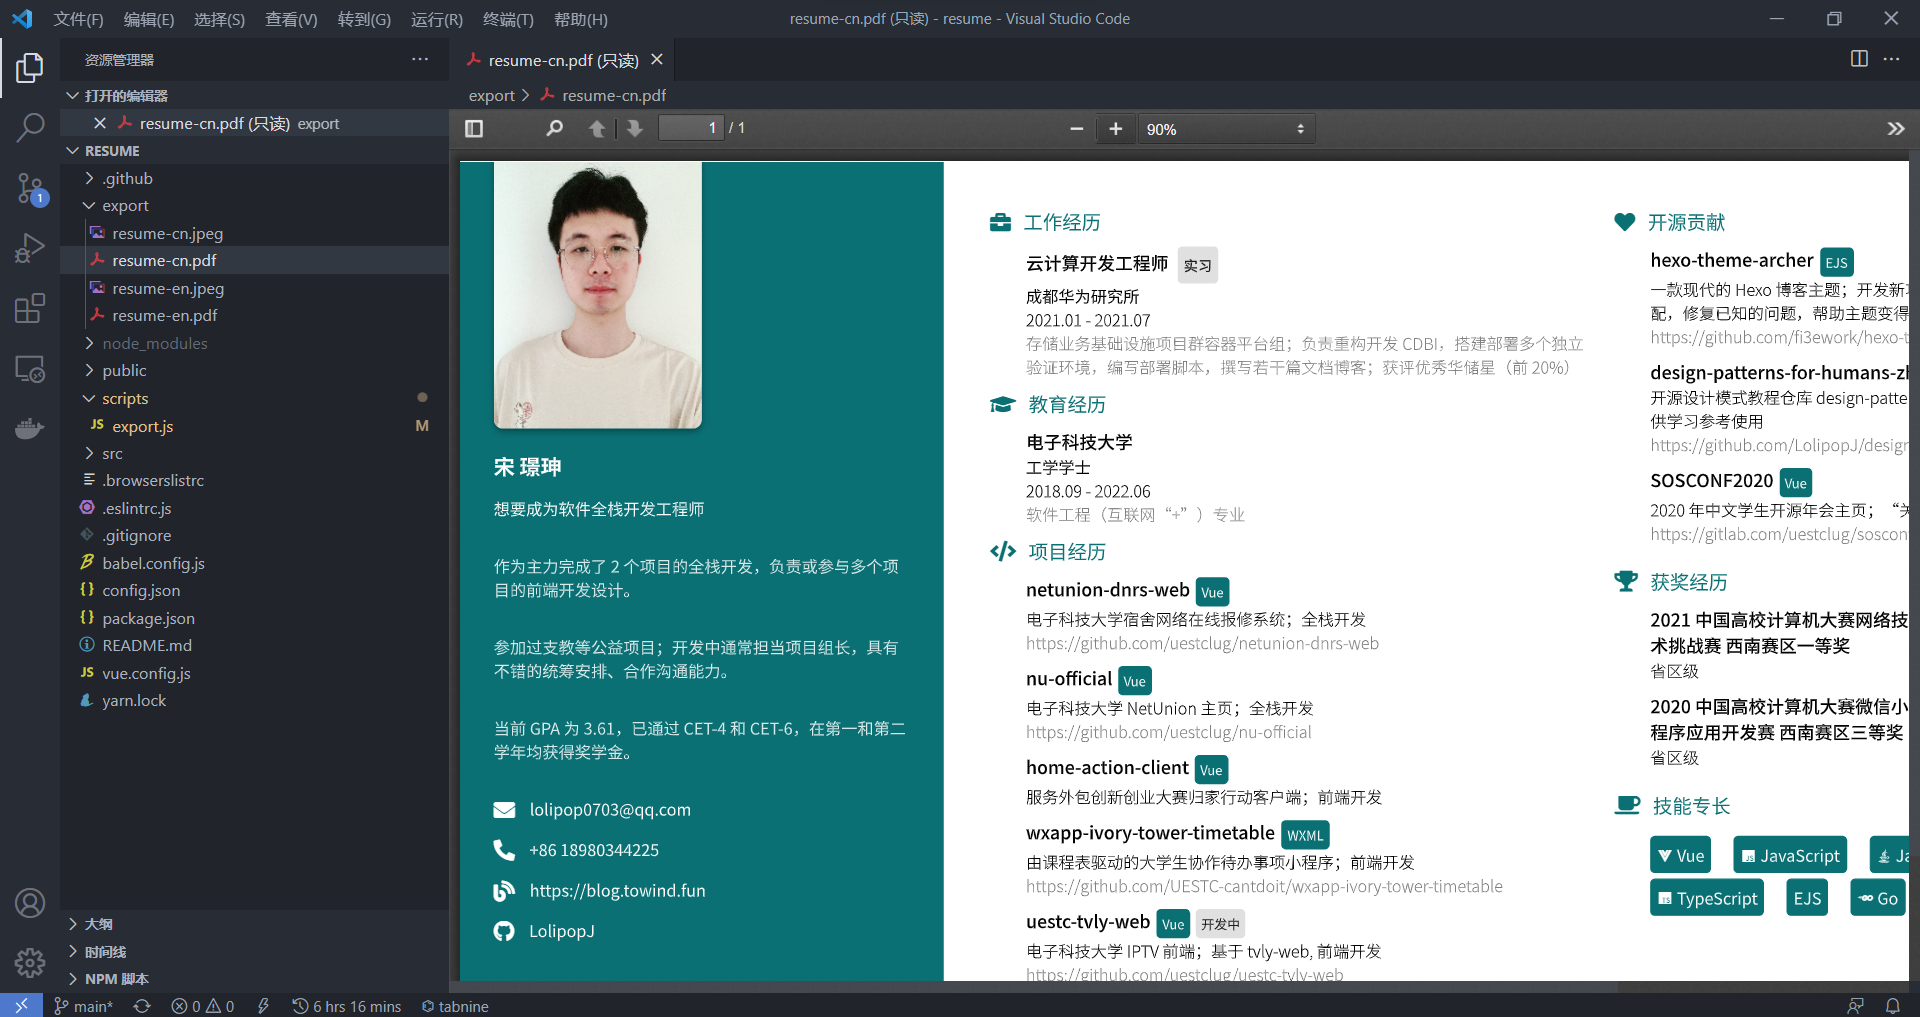 文件(F) 编辑(E) 选择(S) 查看(V) 转到(G) 运行(R) 终端(T) 帮助(H)
resume-cn.pdf (只读) - resume - Visual Studio Code
资源管理器
打开的编辑器
resume-cn.pdf (只读) export
RESUME
.github
export
resume-cn.jpeg
resume-cn.pdf
resume-en.jpeg
resume-en.pdf
node_modules
public
scripts
JS export.js M
src
.browserslistrc
.eslintrc.js
.gitignore
babel.config.js
{} config.json
{} package.json
README.md
JS vue.config.js
yarn.lock
大纲
时间线
NPM 脚本
1
resume-cn.pdf (只读)
export > resume-cn.pdf
1 / 1
90%
宋 璟珅
想要成为软件全栈开发工程师
作为主力完成了 2 个项目的全栈开发，负责或参与多个项
目的前端开发设计。
参加过支教等公益项目；开发中通常担当项目组长，具有
不错的统筹安排、合作沟通能力。
当前 GPA 为 3.61，已通过 CET-4 和 CET-6，在第一和第二
学年均获得奖学金。
lolipop0703@qq.com
+86 18980344225
https://blog.towind.fun
LolipopJ
工作经历
云计算开发工程师 实习
成都华为研究所
2021.01 - 2021.07
存储业务基础设施项目群容器平台组；负责重构开发 CDBI，搭建部署多个独立
验证环境，编写部署脚本，撰写若干篇文档博客；获评优秀华储星（前 20%）
教育经历
电子科技大学
工学学士
2018.09 - 2022.06
软件工程（互联网“+”）专业
项目经历
netunion-dnrs-web Vue
电子科技大学宿舍网络在线报修系统；全栈开发
https://github.com/uestclug/netunion-dnrs-web
nu-official Vue
电子科技大学 NetUnion 主页；全栈开发
https://github.com/uestclug/nu-official
home-action-client Vue
服务外包创新创业大赛归家行动客户端；前端开发
wxapp-ivory-tower-timetable WXML
由课程表驱动的大学生协作待办事项小程序；前端开发
https://github.com/UESTC-cantdoit/wxapp-ivory-tower-timetable
uestc-tvly-web Vue 开发中
电子科技大学 IPTV 前端；基于 tvly-web, 前端开发
https://github.com/uestclug/uestc-tvly-web
开源贡献
hexo-theme-archer EJS
一款现代的 Hexo 博客主题；开发新
配，修复已知的问题，帮助主题变得
https://github.com/fi3ework/hexo-t
design-patterns-for-humans-zh
开源设计模式教程仓库 design-patte
供学习参考使用
https://github.com/LolipopJ/design
SOSCONF2020 Vue
2020 年中文学生开源年会主页；“关
https://gitlab.com/uestclug/soscon
获奖经历
2021 中国高校计算机大赛网络技
术挑战赛 西南赛区一等奖
省区级
2020 中国高校计算机大赛微信小
程序应用开发赛 西南赛区三等奖
省区级
技能专长
Vue JavaScript Ja
TypeScript EJS Go
main* 0 0 6 hrs 16 mins tabnine